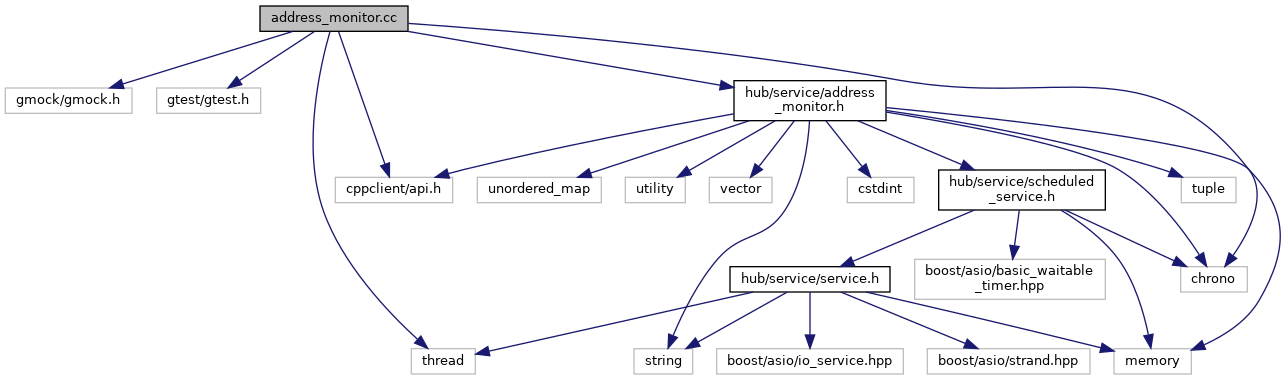 address_monitor.cc
gmock/gmock.h
gtest/gtest.h
hub/service/address
_monitor.h
cppclient/api.h
unordered_map
utility
vector
cstdint
hub/service/scheduled
_service.h
tuple
hub/service/service.h
boost/asio/basic_waitable
_timer.hpp
chrono
thread
string
boost/asio/io_service.hpp
boost/asio/strand.hpp
memory